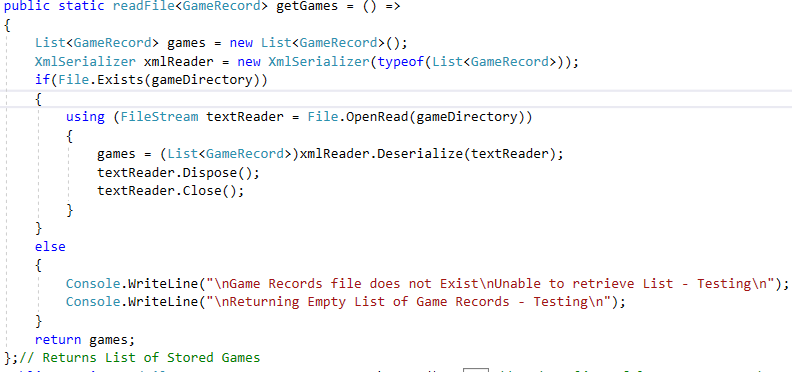 public static readFile<GameRecord> getGames = () =>
{
    List<GameRecord> games = new List<GameRecord>();
    XmlSerializer xmlReader = new XmlSerializer(typeof(List<GameRecord>));
    if(File.Exists(gameDirectory))
    {
        using (FileStream textReader = File.OpenRead(gameDirectory))
        {
            games = (List<GameRecord>)xmlReader.Deserialize(textReader);
            textReader.Dispose();
            textReader.Close();
        }
    }
    else
    {
        Console.WriteLine("\nGame Records file does not Exist\nUnable to retrieve List - Testing\n");
        Console.WriteLine("\nReturning Empty List of Game Records - Testing\n");
    }
    return games;
};// Returns List of Stored Games